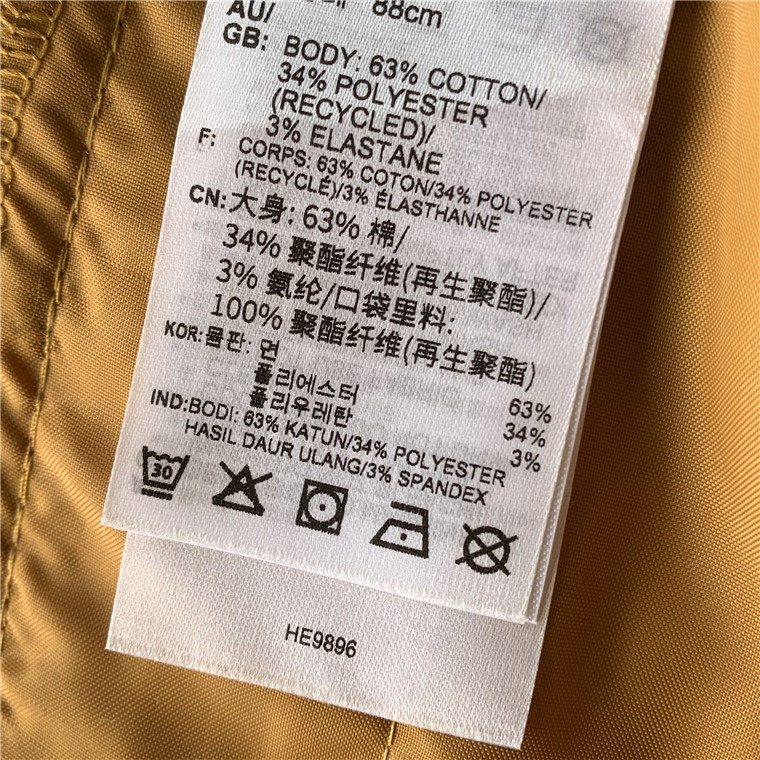 88cm
AU/
GB: BODY: 63% COTTON/
34% POLYESTER
(RECYCLED)/
3% ELASTANE
F: CORPS: 63% COTON/34% POLYESTER
(RECYCLÉ)/3% ÉLASTHANNE
CN:大身: 63% 棉/
34% 聚酯纤维(再生聚酯)/
3% 氨纶/口袋里料:
100% 聚酯纤维(再生聚酯)
KOR:몸판: 면 63%
폴리에스터 34%
폴리우레탄 3%
IND:BODI: 63% KATUN/34% POLYESTER
HASIL DAUR ULANG/3% SPANDEX
30
HE9896